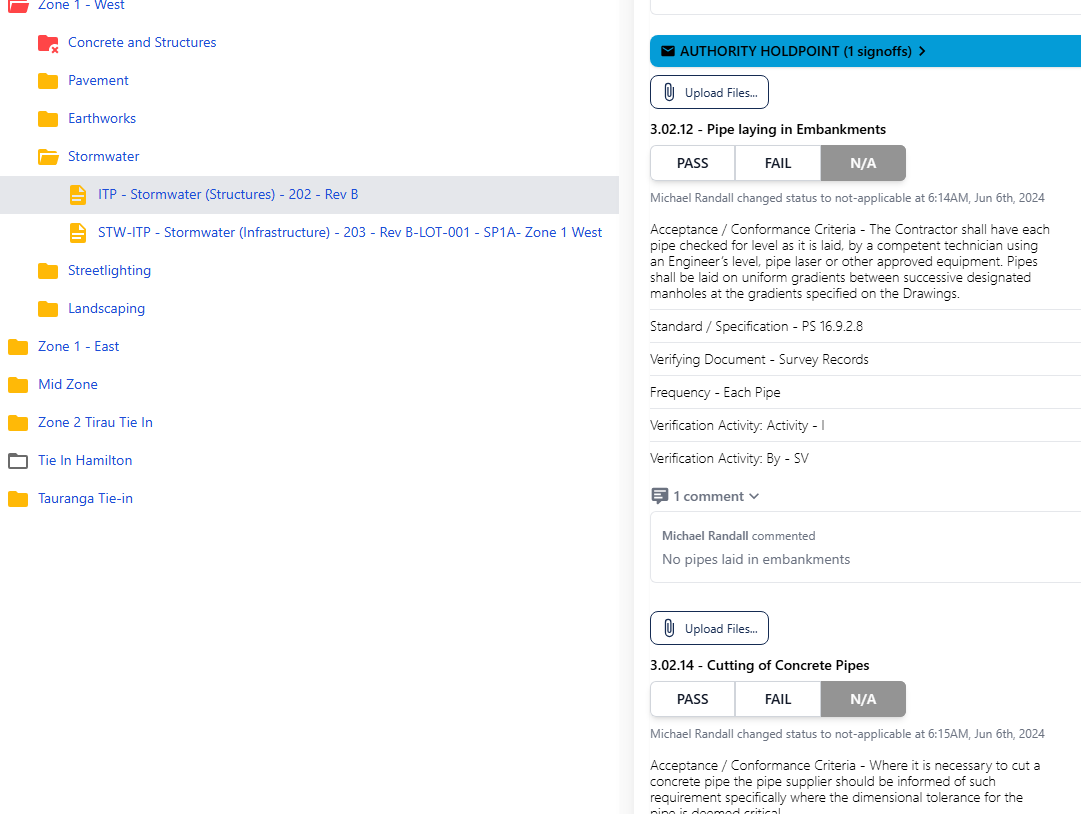 Zone 1 - West
Concrete and Structures
Pavement
Earthworks
Stormwater
ITP - Stormwater (Structures) - 202 - Rev B
STW-ITP - Stormwater (Infrastructure) - 203 - Rev B-LOT-001 - SP1A- Zone 1 West
Streetlighting
Landscaping
Zone 1 - East
Mid Zone
Zone 2 Tirau Tie In
Tie In Hamilton
Tauranga Tie-in
AUTHORITY HOLDPOINT (1 signoffs)
Upload Files...
3.02.12 - Pipe laying in Embankments
PASS FAIL N/A
Michael Randall changed status to not-applicable at 6:14AM, Jun 6th, 2024
Acceptance / Conformance Criteria - The Contractor shall have each
pipe checked for level as it is laid, by a competent technician using
an Engineer’s level, pipe laser or other approved equipment. Pipes
shall be laid on uniform gradients between successive designated
manholes at the gradients specified on the Drawings.
Standard / Specification - PS 16.9.2.8
Verifying Document - Survey Records
Frequency - Each Pipe
Verification Activity: Activity - I
Verification Activity: By - SV
1 comment
Michael Randall commented
No pipes laid in embankments
Upload Files...
3.02.14 - Cutting of Concrete Pipes
PASS FAIL N/A
Michael Randall changed status to not-applicable at 6:15AM, Jun 6th, 2024
Acceptance / Conformance Criteria - Where it is necessary to cut a
concrete pipe the pipe supplier should be informed of such
requirement specifically where the dimensional tolerance for the
pipe is deemed critical.